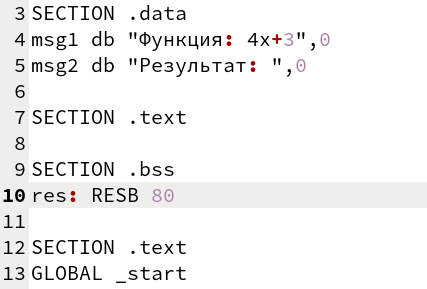 3 SECTION .data
4 msg1 db "Функция: 4x+3",0
5 msg2 db "Результат: ",0
6
7 SECTION .text
8
9 SECTION .bss
10 res: RESB 80
11
12 SECTION .text
13 GLOBAL _start